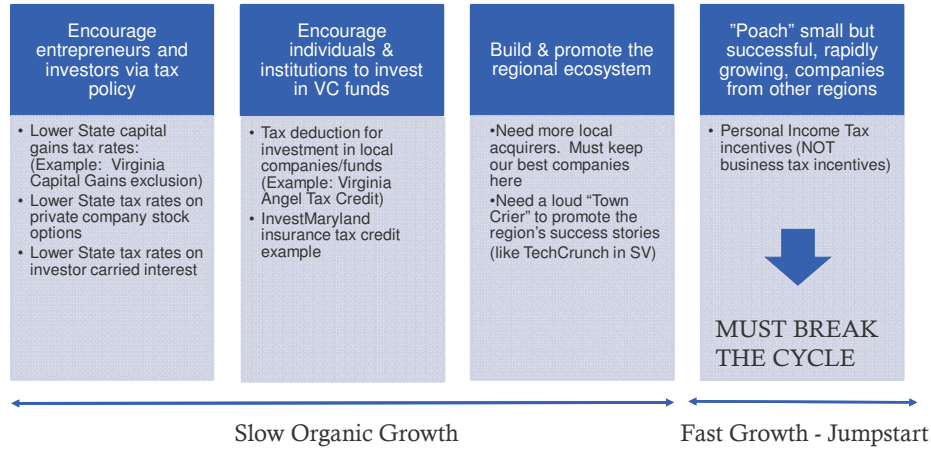 Encourage
entrepreneurs and
investors via tax
policy
• Lower State capital
gains tax rates:
(Example: Virginia
Capital Gains exclusion)
• Lower State tax rates on
private company stock
options
• Lower State tax rates on
investor carried interest
Encourage
individuals &
institutions to invest
in VC funds
• Tax deduction for
investment in local
companies/funds
(Example: Virginia
Angel Tax Credit)
• InvestMaryland
insurance tax credit
example
Build & promote the
regional ecosystem
•Need more local
acquirers. Must keep
our best companies
here
•Need a loud “Town
Crier” to promote the
region’s success stories
(like TechCrunch in SV)
”Poach” small but
successful, rapidly
growing, companies
from other regions
• Personal Income Tax
incentives (NOT
business tax incentives)
MUST BREAK
THE CYCLE
Slow Organic Growth
Fast Growth - Jumpstart